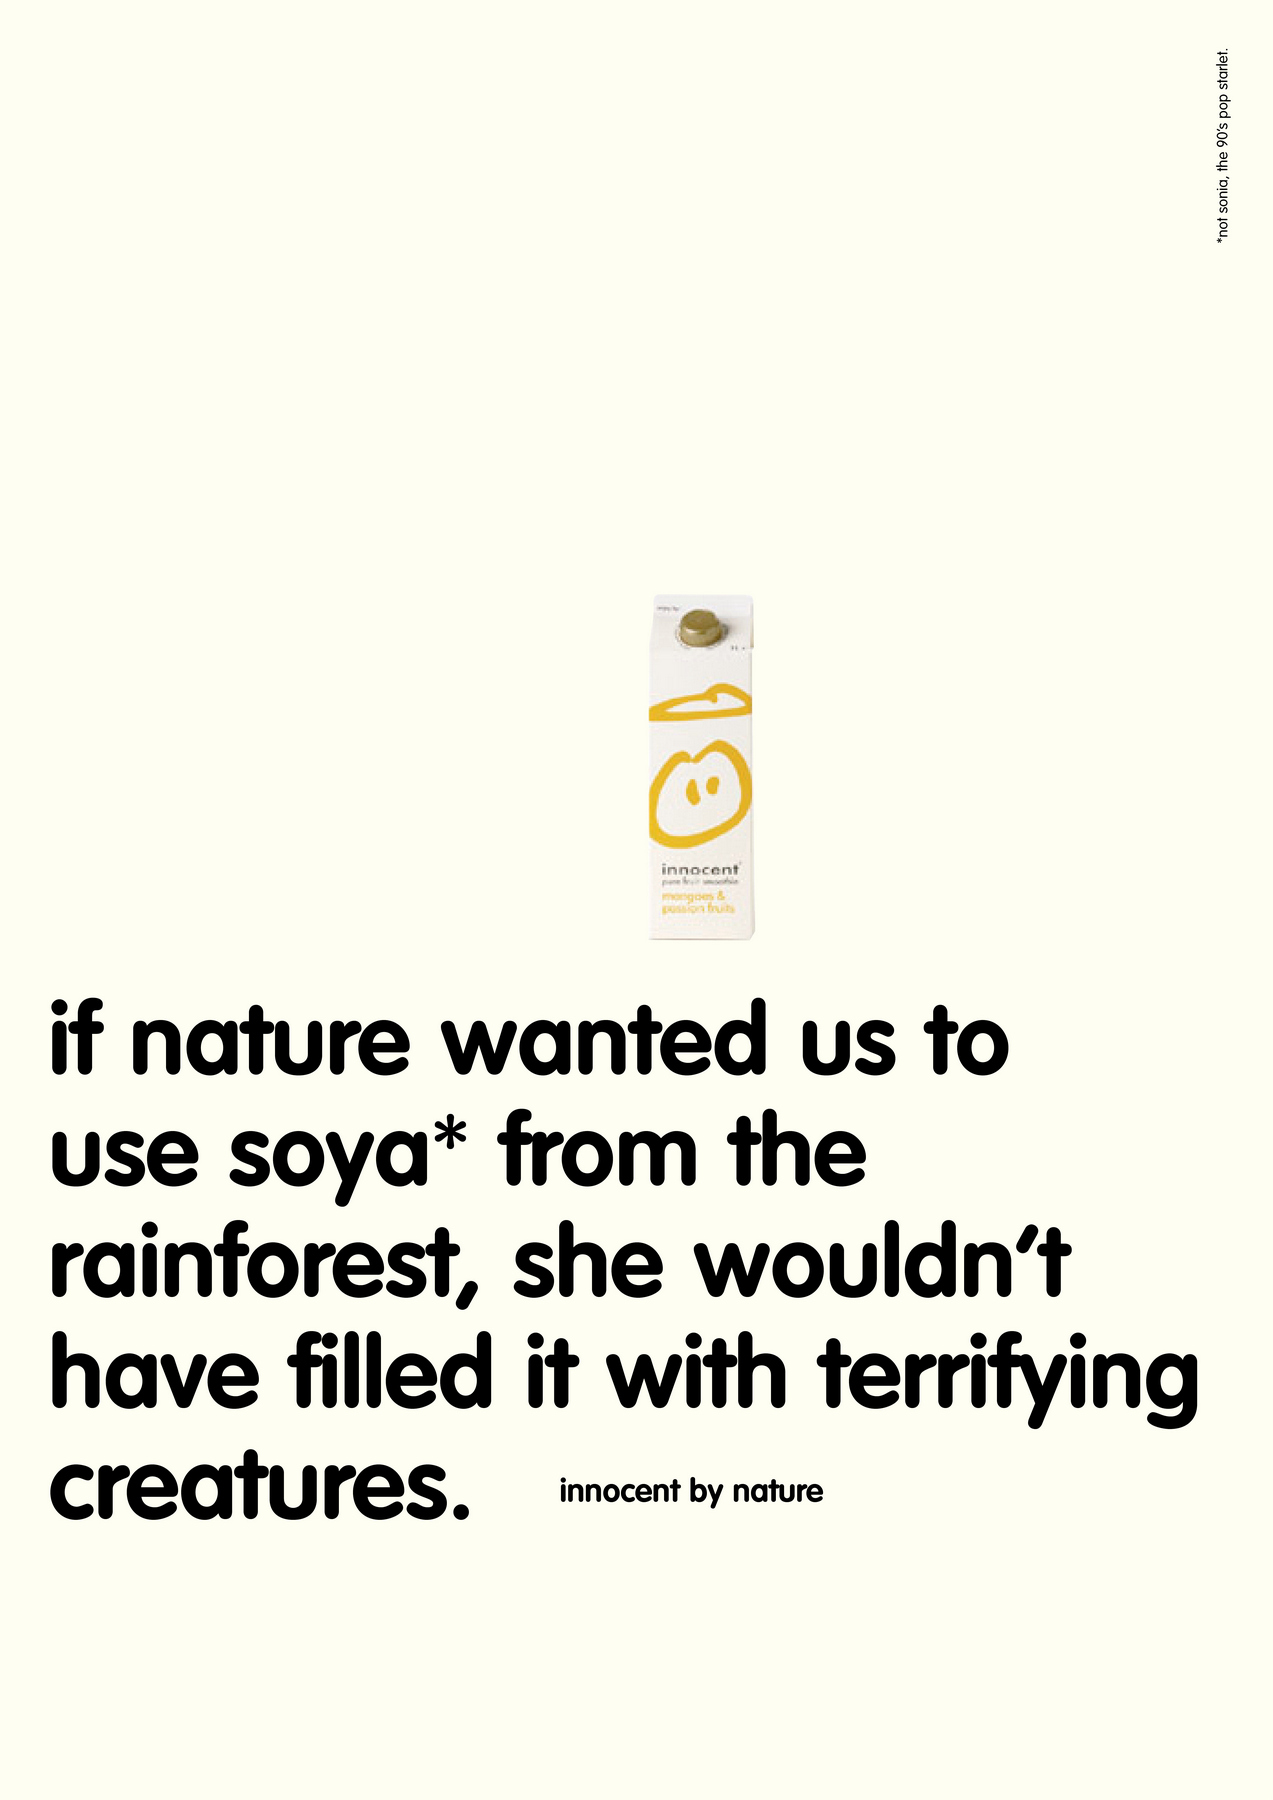 *not sonia, the 90's pop starlet.
innocent
pure fruit smoothie
mangoes &
passion fruits
if nature wanted us to
use soya* from the
rainforest, she wouldn't
have filled it with terrifying
creatures.
innocent by nature